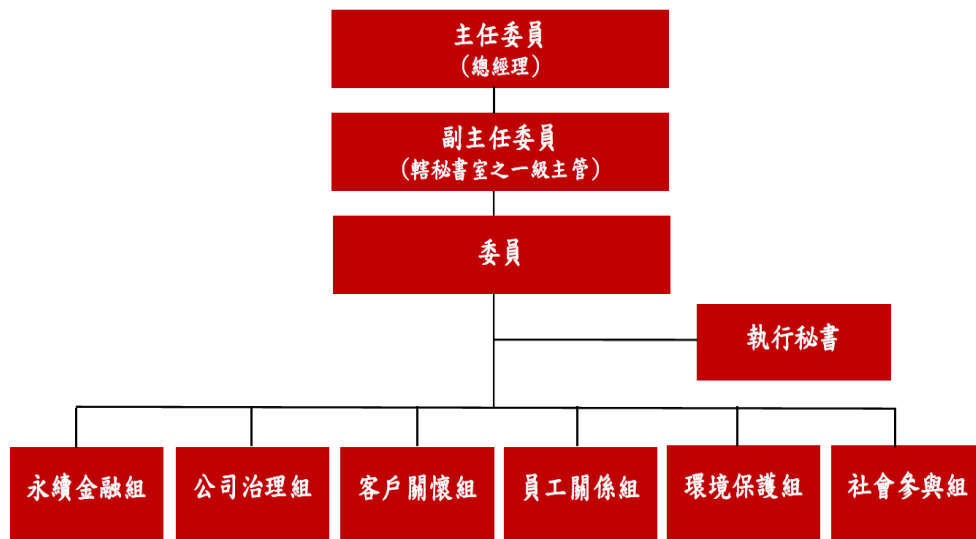 主任委員
(總經理)
副主任委員
(轄秘書室之一級主管)
委員
執行秘書
永續金融組
公司治理組
客戶關懷組
員工關係組
環境保護組
社會參與組